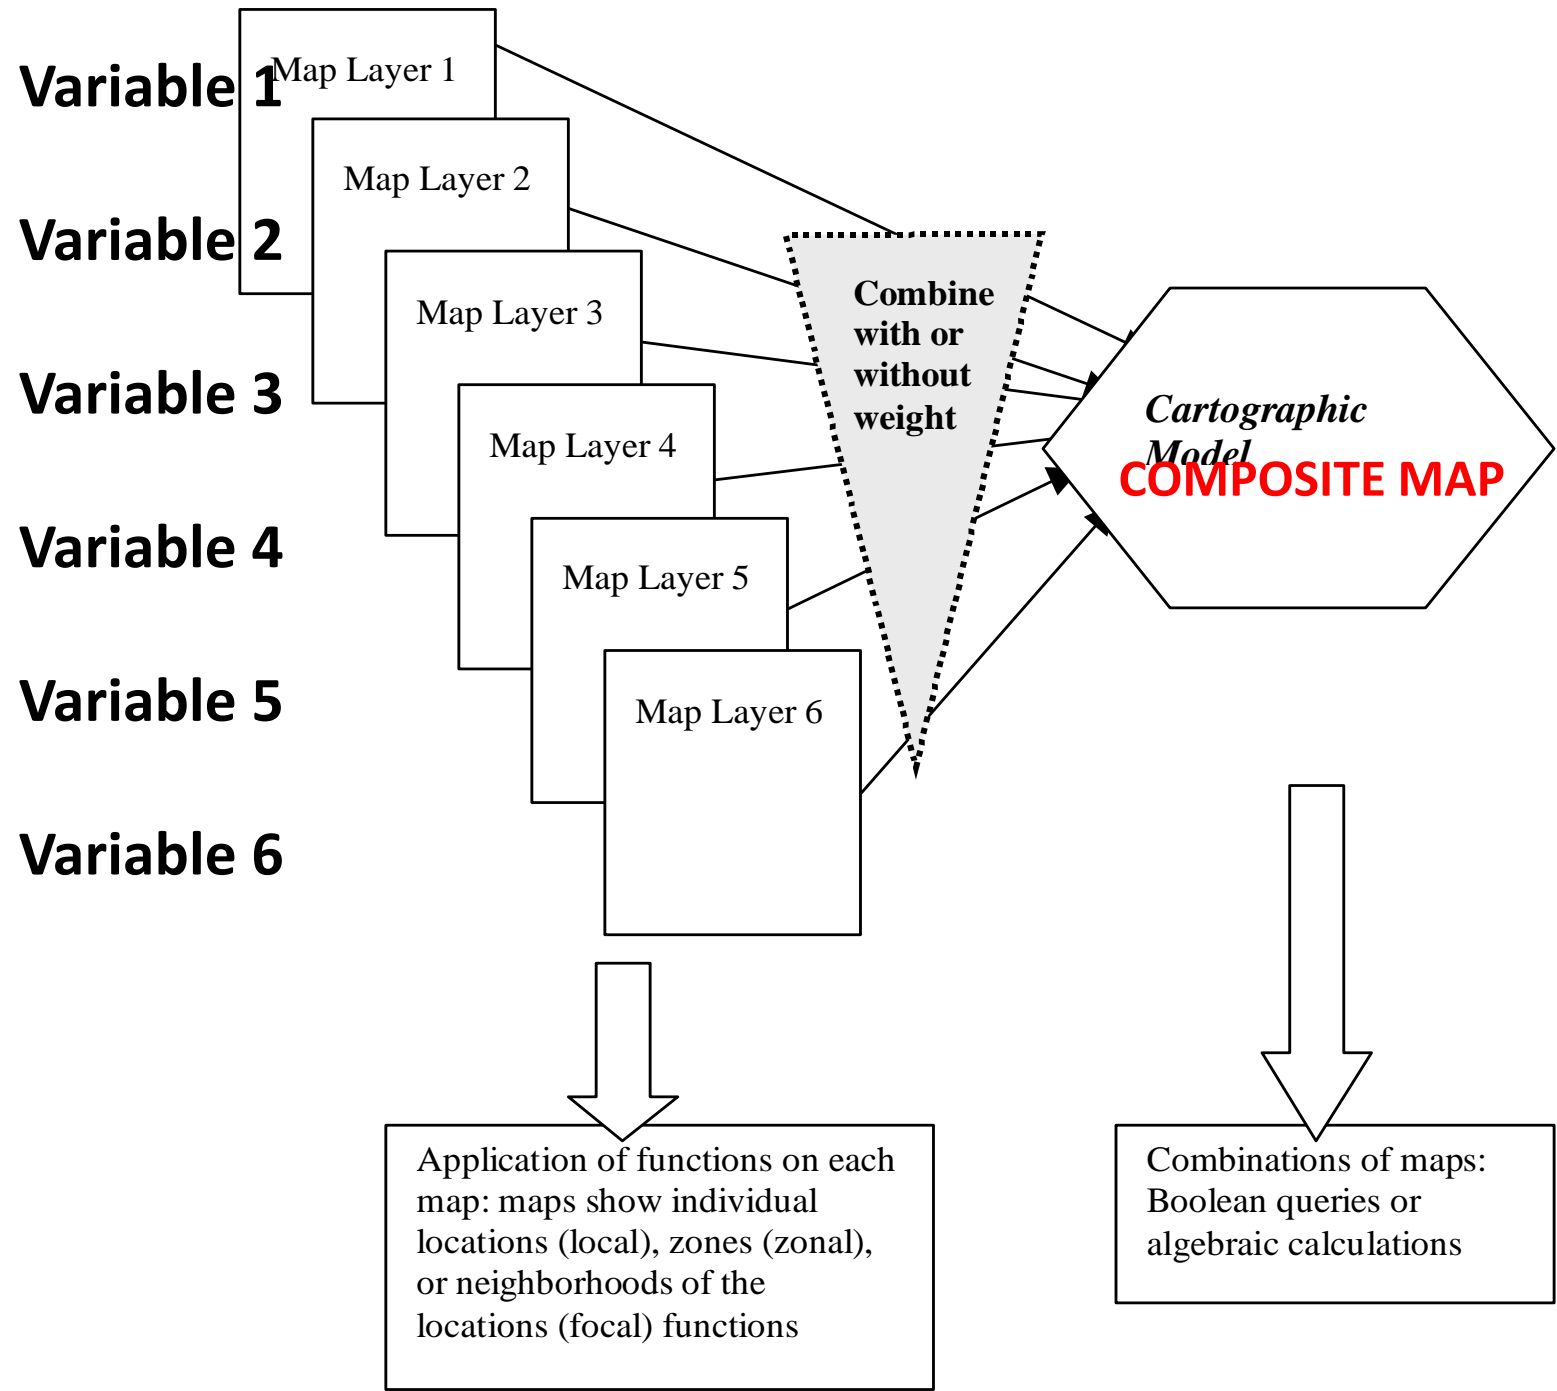 Variable 1
Map Layer 1
Map Layer 2
Variable 2
Map Layer 3
Variable 3
Map Layer 4
Variable 4
Map Layer 5
Variable 5
Map Layer 6
Variable 6
Combine
with or
without
weight
Cartographic
Model
COMPOSITE MAP
Application of functions on each
map: maps show individual
locations (local), zones (zonal),
or neighborhoods of the
locations (focal) functions
Combinations of maps:
Boolean queries or
algebraic calculations